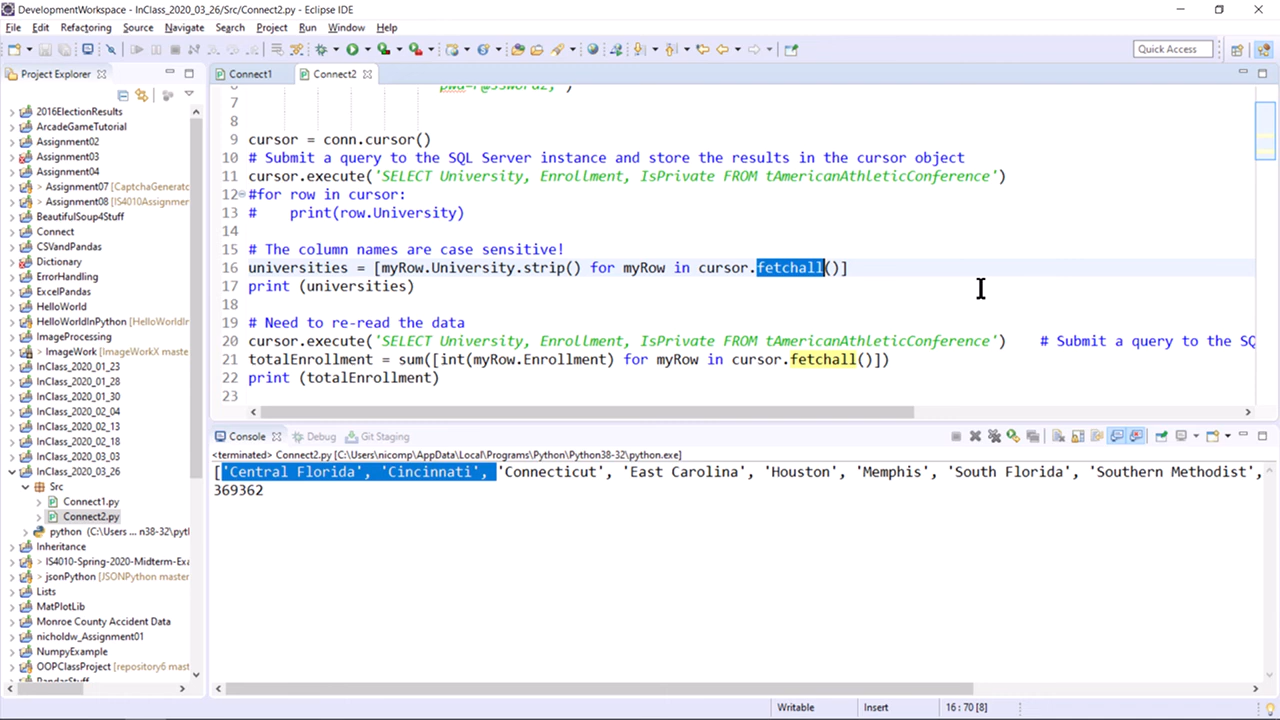 DevelopmentWorkspace - InClass_2020_03_26/Src/Connect2.py - Eclipse IDE
File Edit Refactoring Source Navigate Search Project Run Window Help
Quick Access
Project Explorer
2016ElectionResults
ArcadeGameTutorial
Assignment02
Assignment03
Assignment04
> Assignment07 [CaptchaGenerato
> Assignment08 [IS4010Assignmer
BeautifulSoup4Stuff
Connect
CSVandPandas
Dictionary
ErrorHandling
ExcelPandas
HelloWorld
HelloWorldInPython [HelloWorldIn
ImageProcessing
> ImageWork [ImageWorkX maste
InClass_2020_01_23
InClass_2020_01_28
InClass_2020_01_30
InClass_2020_02_04
InClass_2020_02_13
InClass_2020_02_18
InClass_2020_03_03
InClass_2020_03_26
Src
Connect1.py
Connect2.py
python (C:\Users ... n38-32\pytl
Inheritance
> IS4010-Spring-2020-Midterm-Exa
> jsonPython [JSONPython master
Lists
MatPlotLib
Monroe County Accident Data
nicholdw_Assignment01
NumpyExample
OOPClassProject [repository6 mast
PandasStuff
Connect1 Connect2
7
8
9 cursor = conn.cursor()
10 # Submit a query to the SQL Server instance and store the results in the cursor object
11 cursor.execute('SELECT University, Enrollment, IsPrivate FROM tAmericanAthleticConference')
12 #for row in cursor:
13 #    print(row.University)
14
15 # The column names are case sensitive!
16 universities = [myRow.University.strip() for myRow in cursor.fetchall()]
17 print (universities)
18
19 # Need to re-read the data
20 cursor.execute('SELECT University, Enrollment, IsPrivate FROM tAmericanAthleticConference')    # Submit a query to the SQ
21 totalEnrollment = sum([int(myRow.Enrollment) for myRow in cursor.fetchall()])
22 print (totalEnrollment)
23
Console Debug Git Staging
<terminated> Connect2.py [C:\Users\nicomp\AppData\Local\Programs\Python\Python38-32\python.exe]
['Central Florida', 'Cincinnati', 'Connecticut', 'East Carolina', 'Houston', 'Memphis', 'South Florida', 'Southern Methodist',
369362
Writable Insert 16 : 70 [8]